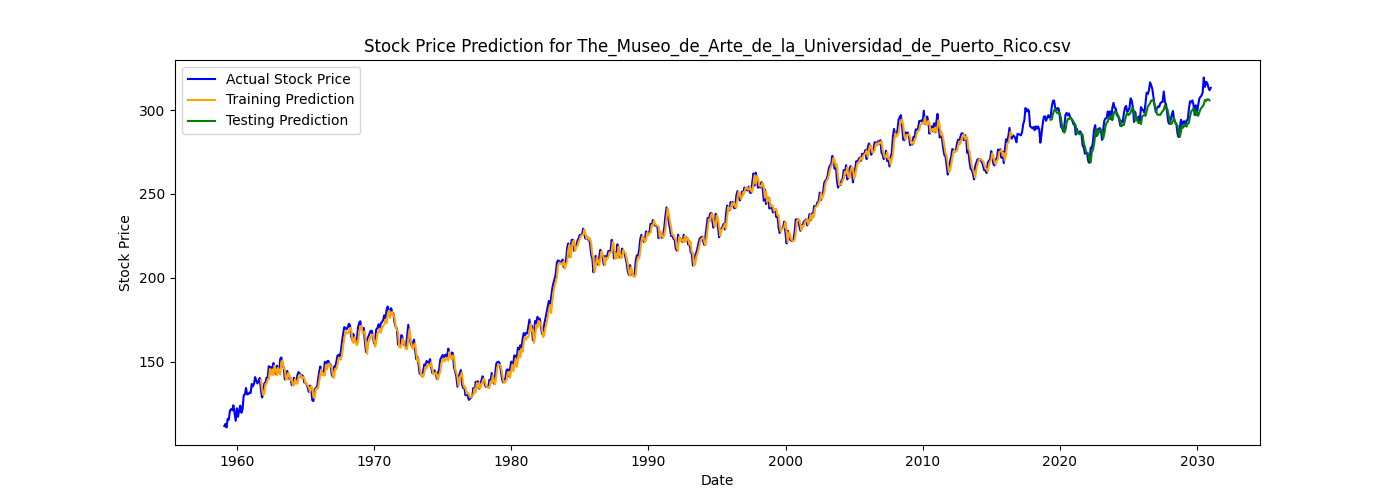 Stock Price Prediction for The_Museo_de_Arte_de_la_Universidad_de_Puerto_Rico.csv
Actual Stock Price
Training Prediction
Testing Prediction
Stock Price
300
250
200
150
1960 1970 1980 1990 2000 2010 2020 2030
Date